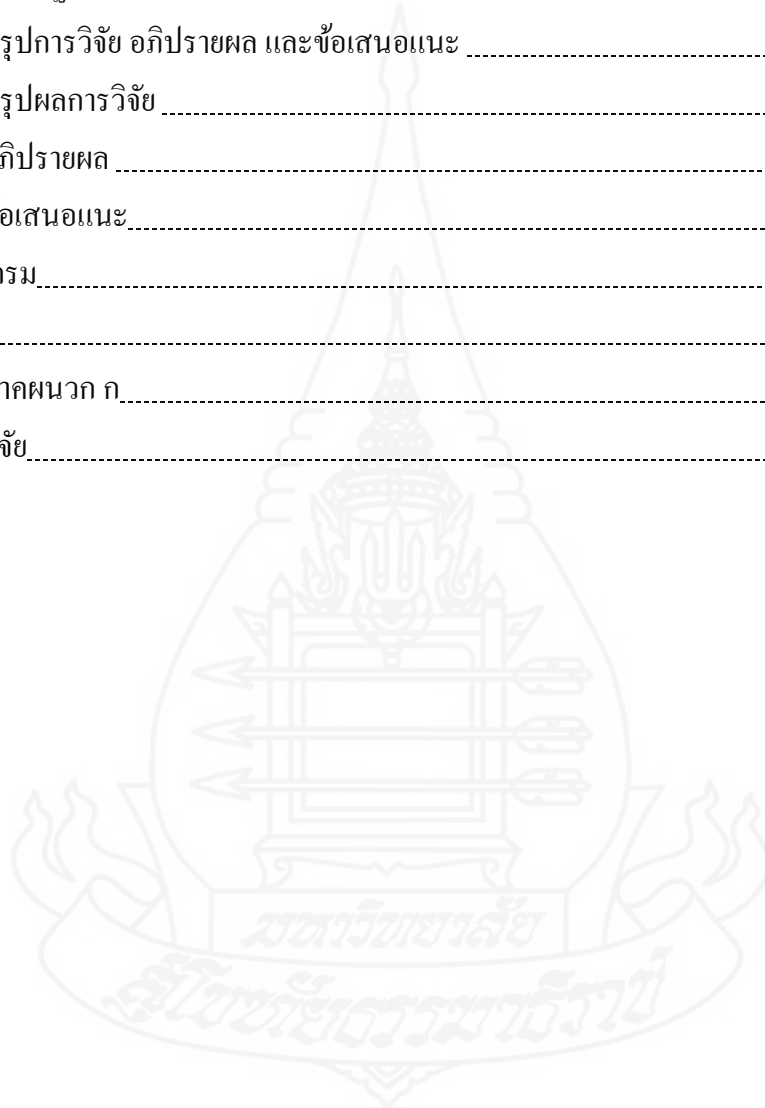 รุปการวิจัย อภิปรายผล และข้อเสนอแนะ
รุปผลการวิจัย
ภิปรายผล
อเสนอแนะ
รม
าคผนวก ก
จัย
มหาวิทยาลัย
สุโขทัยธรรมาธิราช